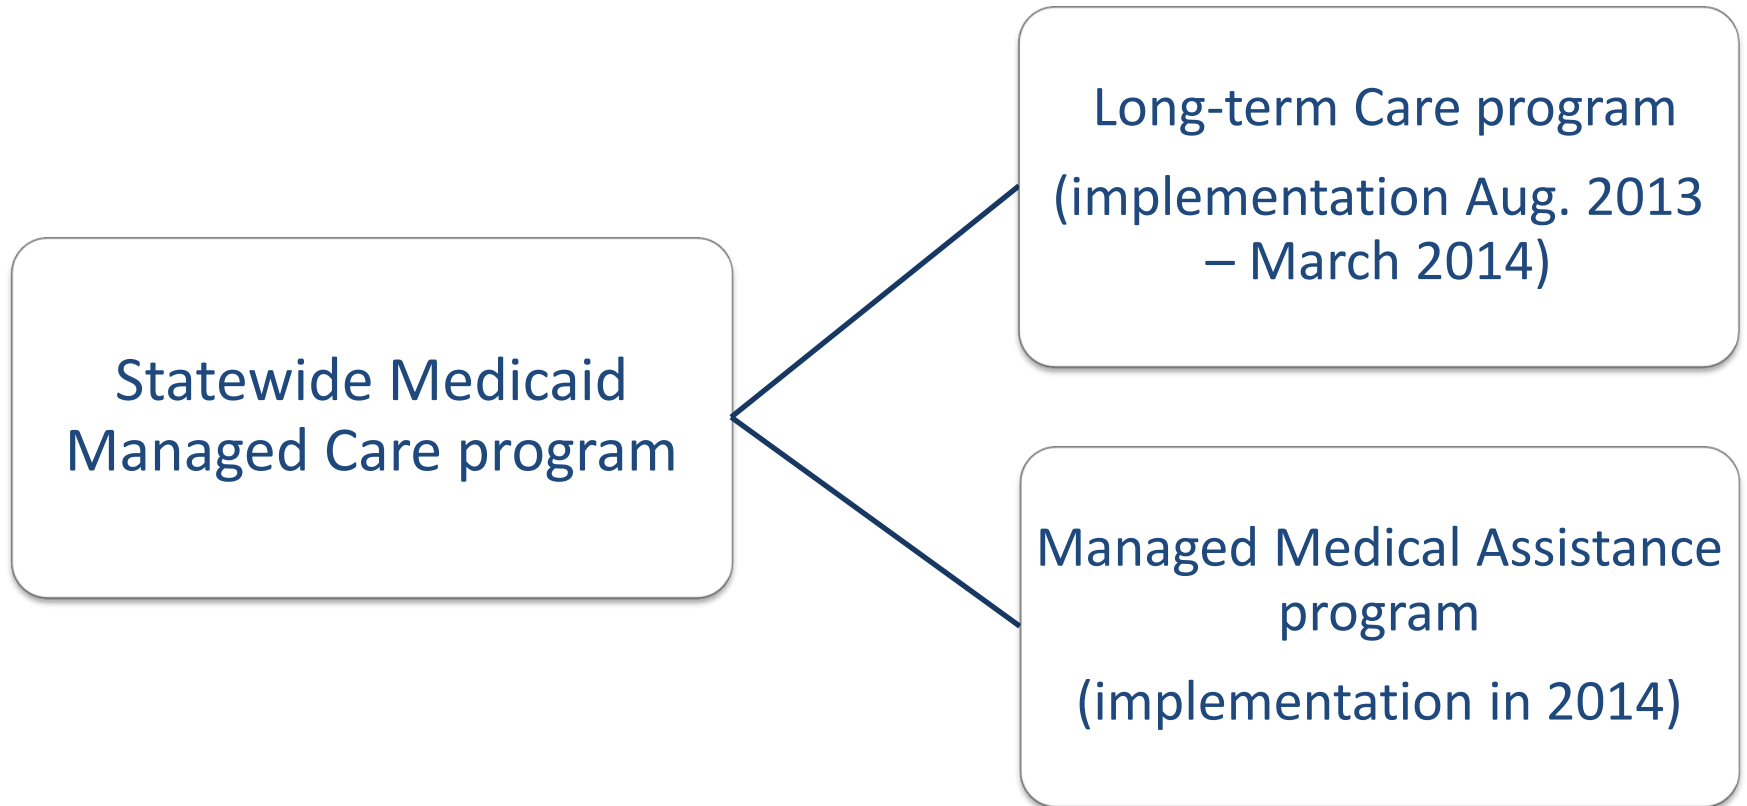 Statewide Medicaid
Managed Care program
Long-term Care program
(implementation Aug. 2013
– March 2014)
Managed Medical Assistance
program
(implementation in 2014)